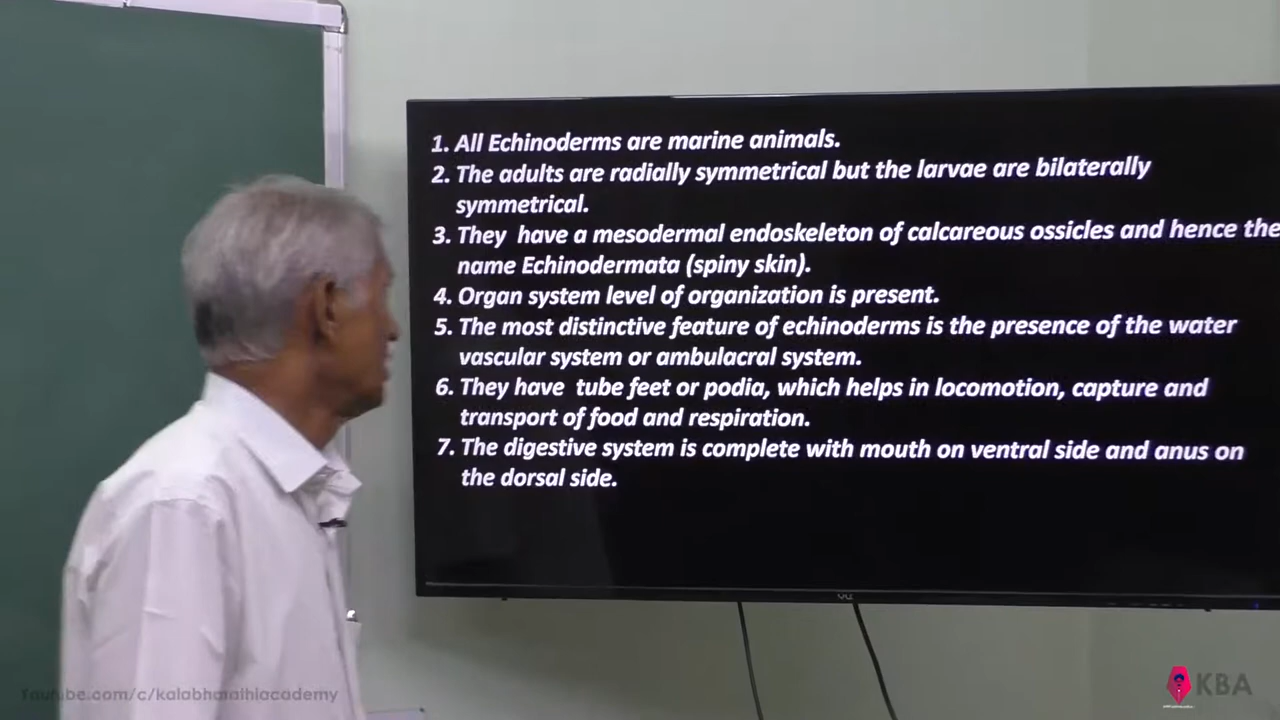 1. All Echinoderms are marine animals.
2. The adults are radially symmetrical but the larvae are bilaterally
symmetrical.
3. They have a mesodermal endoskeleton of calcareous ossicles and hence the
name Echinodermata (spiny skin).
4. Organ system level of organization is present.
5. The most distinctive feature of echinoderms is the presence of the water
vascular system or ambulacral system.
6. They have tube feet or podia, which helps in locomotion, capture and
transport of food and respiration.
7. The digestive system is complete with mouth on ventral side and anus on
the dorsal side.
Youtube.com/c/kalabharathiacademy
KBA